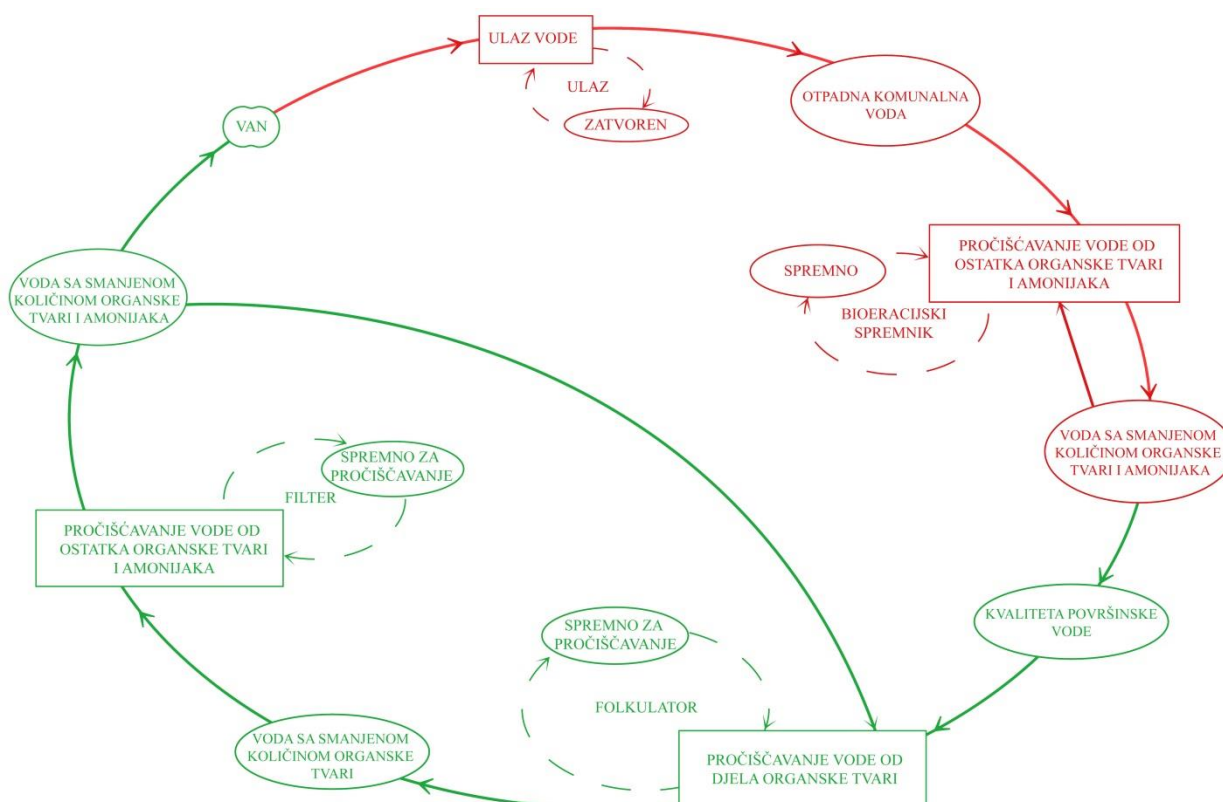 ULAZ VODE
ULAZ
ZATVOREN
VAN
OTPADNA KOMUNALNA
VODA
PROČIŠĆAVANJE VODE OD
OSTATKA ORGANSKE TVARI
I AMONIJAKA
SPREMNO
BIOERACIJSKI
SPREMNIK
VODA SA SMANJENOM
KOLIČINOM ORGANSKE
TVARI I AMONIJAKA
VODA SA SMANJENOM
KOLIČINOM ORGANSKE
TVARI I AMONIJAKA
SPREMNO ZA
PROČIŠČAVANJE
FILTER
PROČIŠĆAVANJE VODE OD
OSTATKA ORGANSKE TVARI
I AMONIJAKA
KVALITETA POVRŠINSKE
VODE
SPREMNO ZA
PROČIŠČAVANJE
FOLKULATOR
VODA SA SMANJENOM
KOLIČINOM ORGANSKE
TVARI
PROČIŠČAVANJE VODE OD
DJELA ORGANSKE TVARI